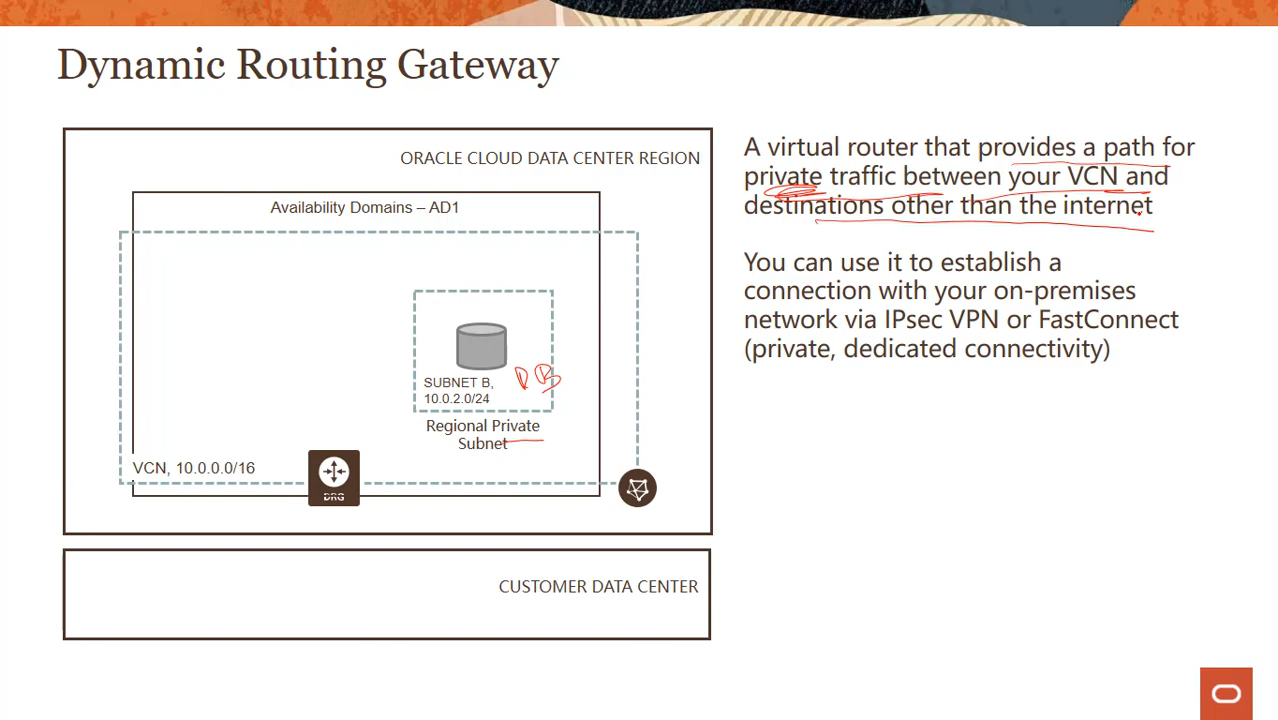 Dynamic Routing Gateway
ORACLE CLOUD DATA CENTER REGION
Availability Domains – AD1
SUBNET B,
10.0.2.0/24
DB
Regional Private
Subnet
VCN, 10.0.0.0/16
DRG
CUSTOMER DATA CENTER
A virtual router that provides a path for
private traffic between your VCN and
destinations other than the internet
You can use it to establish a
connection with your on-premises
network via IPsec VPN or FastConnect
(private, dedicated connectivity)